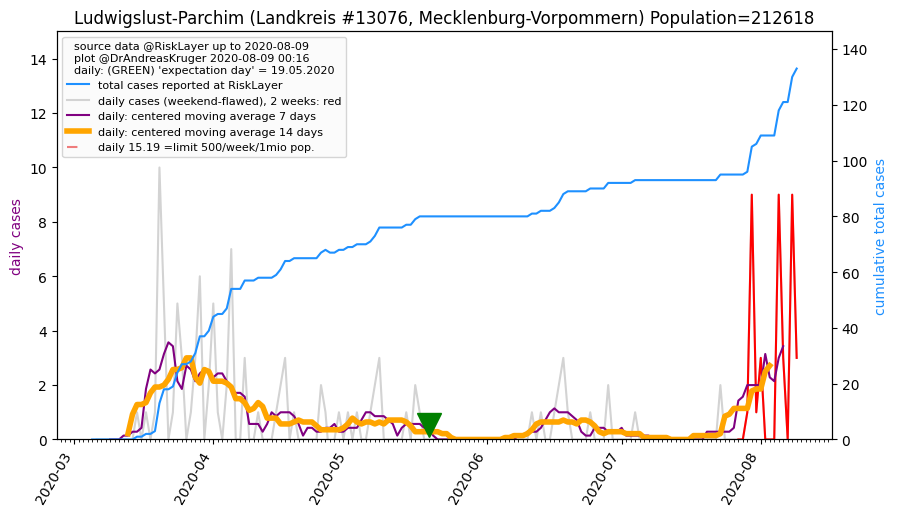 Ludwigslust-Parchim (Landkreis #13076, Mecklenburg-Vorpommern) Population=212618
source data @RiskLayer up to 2020-08-09
plot @DrAndreasKruger 2020-08-09 00:16
daily: (GREEN) 'expectation day' = 19.05.2020
total cases reported at RiskLayer
daily cases (weekend-flawed), 2 weeks: red
daily: centered moving average 7 days
daily: centered moving average 14 days
daily 15.19 =limit 500/week/1mio pop.
daily cases
14
12
10
8
6
4
2
0
cumulative total cases
140
120
100
80
60
40
20
0
2020-03
2020-04
2020-05
2020-06
2020-07
2020-08